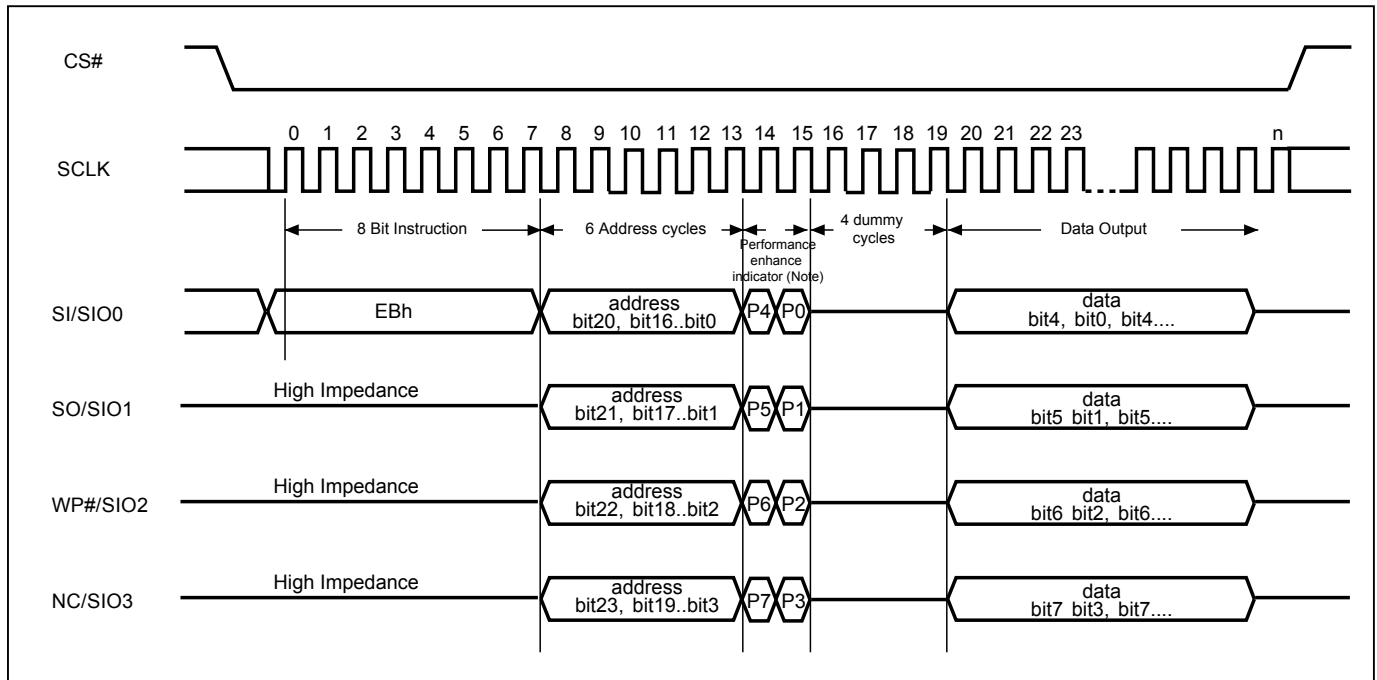 CS#
0 1 2 3 4 5 6 7 8 9 10 11 12 13 14 15 16 17 18 19 20 21 22 23 n
SCLK
8 Bit Instruction
6 Address cycles
Performance
enhance
indicator (Note)
4 dummy
cycles
Data Output
SI/SIO0
EBh
address
bit20, bit16..bit0
P4 P0
data
bit4, bit0, bit4....
SO/SIO1
High Impedance
address
bit21, bit17..bit1
P5 P1
data
bit5 bit1, bit5....
WP#/SIO2
High Impedance
address
bit22, bit18..bit2
P6 P2
data
bit6 bit2, bit6....
NC/SIO3
High Impedance
address
bit23, bit19..bit3
P7 P3
data
bit7 bit3, bit7....